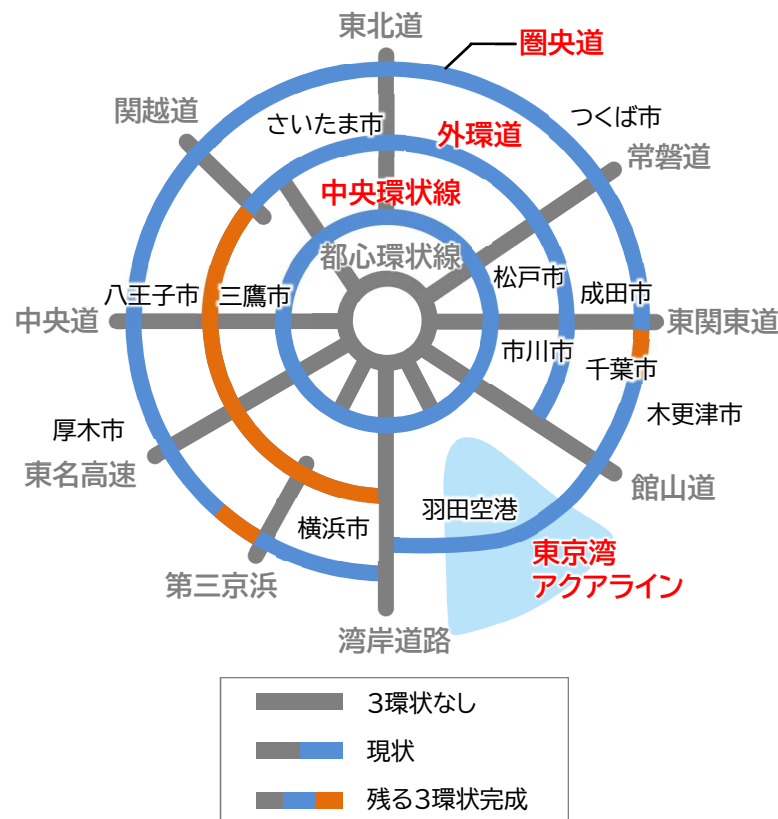 東北道
圏央道
関越道
さいたま市
外環道
つくば市
常磐道
中央環状線
都心環状線
松戸市
八王子市
三鷹市
成田市
中央道
東関東道
市川市
千葉市
木更津市
厚木市
東名高速
館山道
羽田空港
横浜市
東京湾
アクアライン
第三京浜
湾岸道路
3環状なし
現状
残る3環状完成